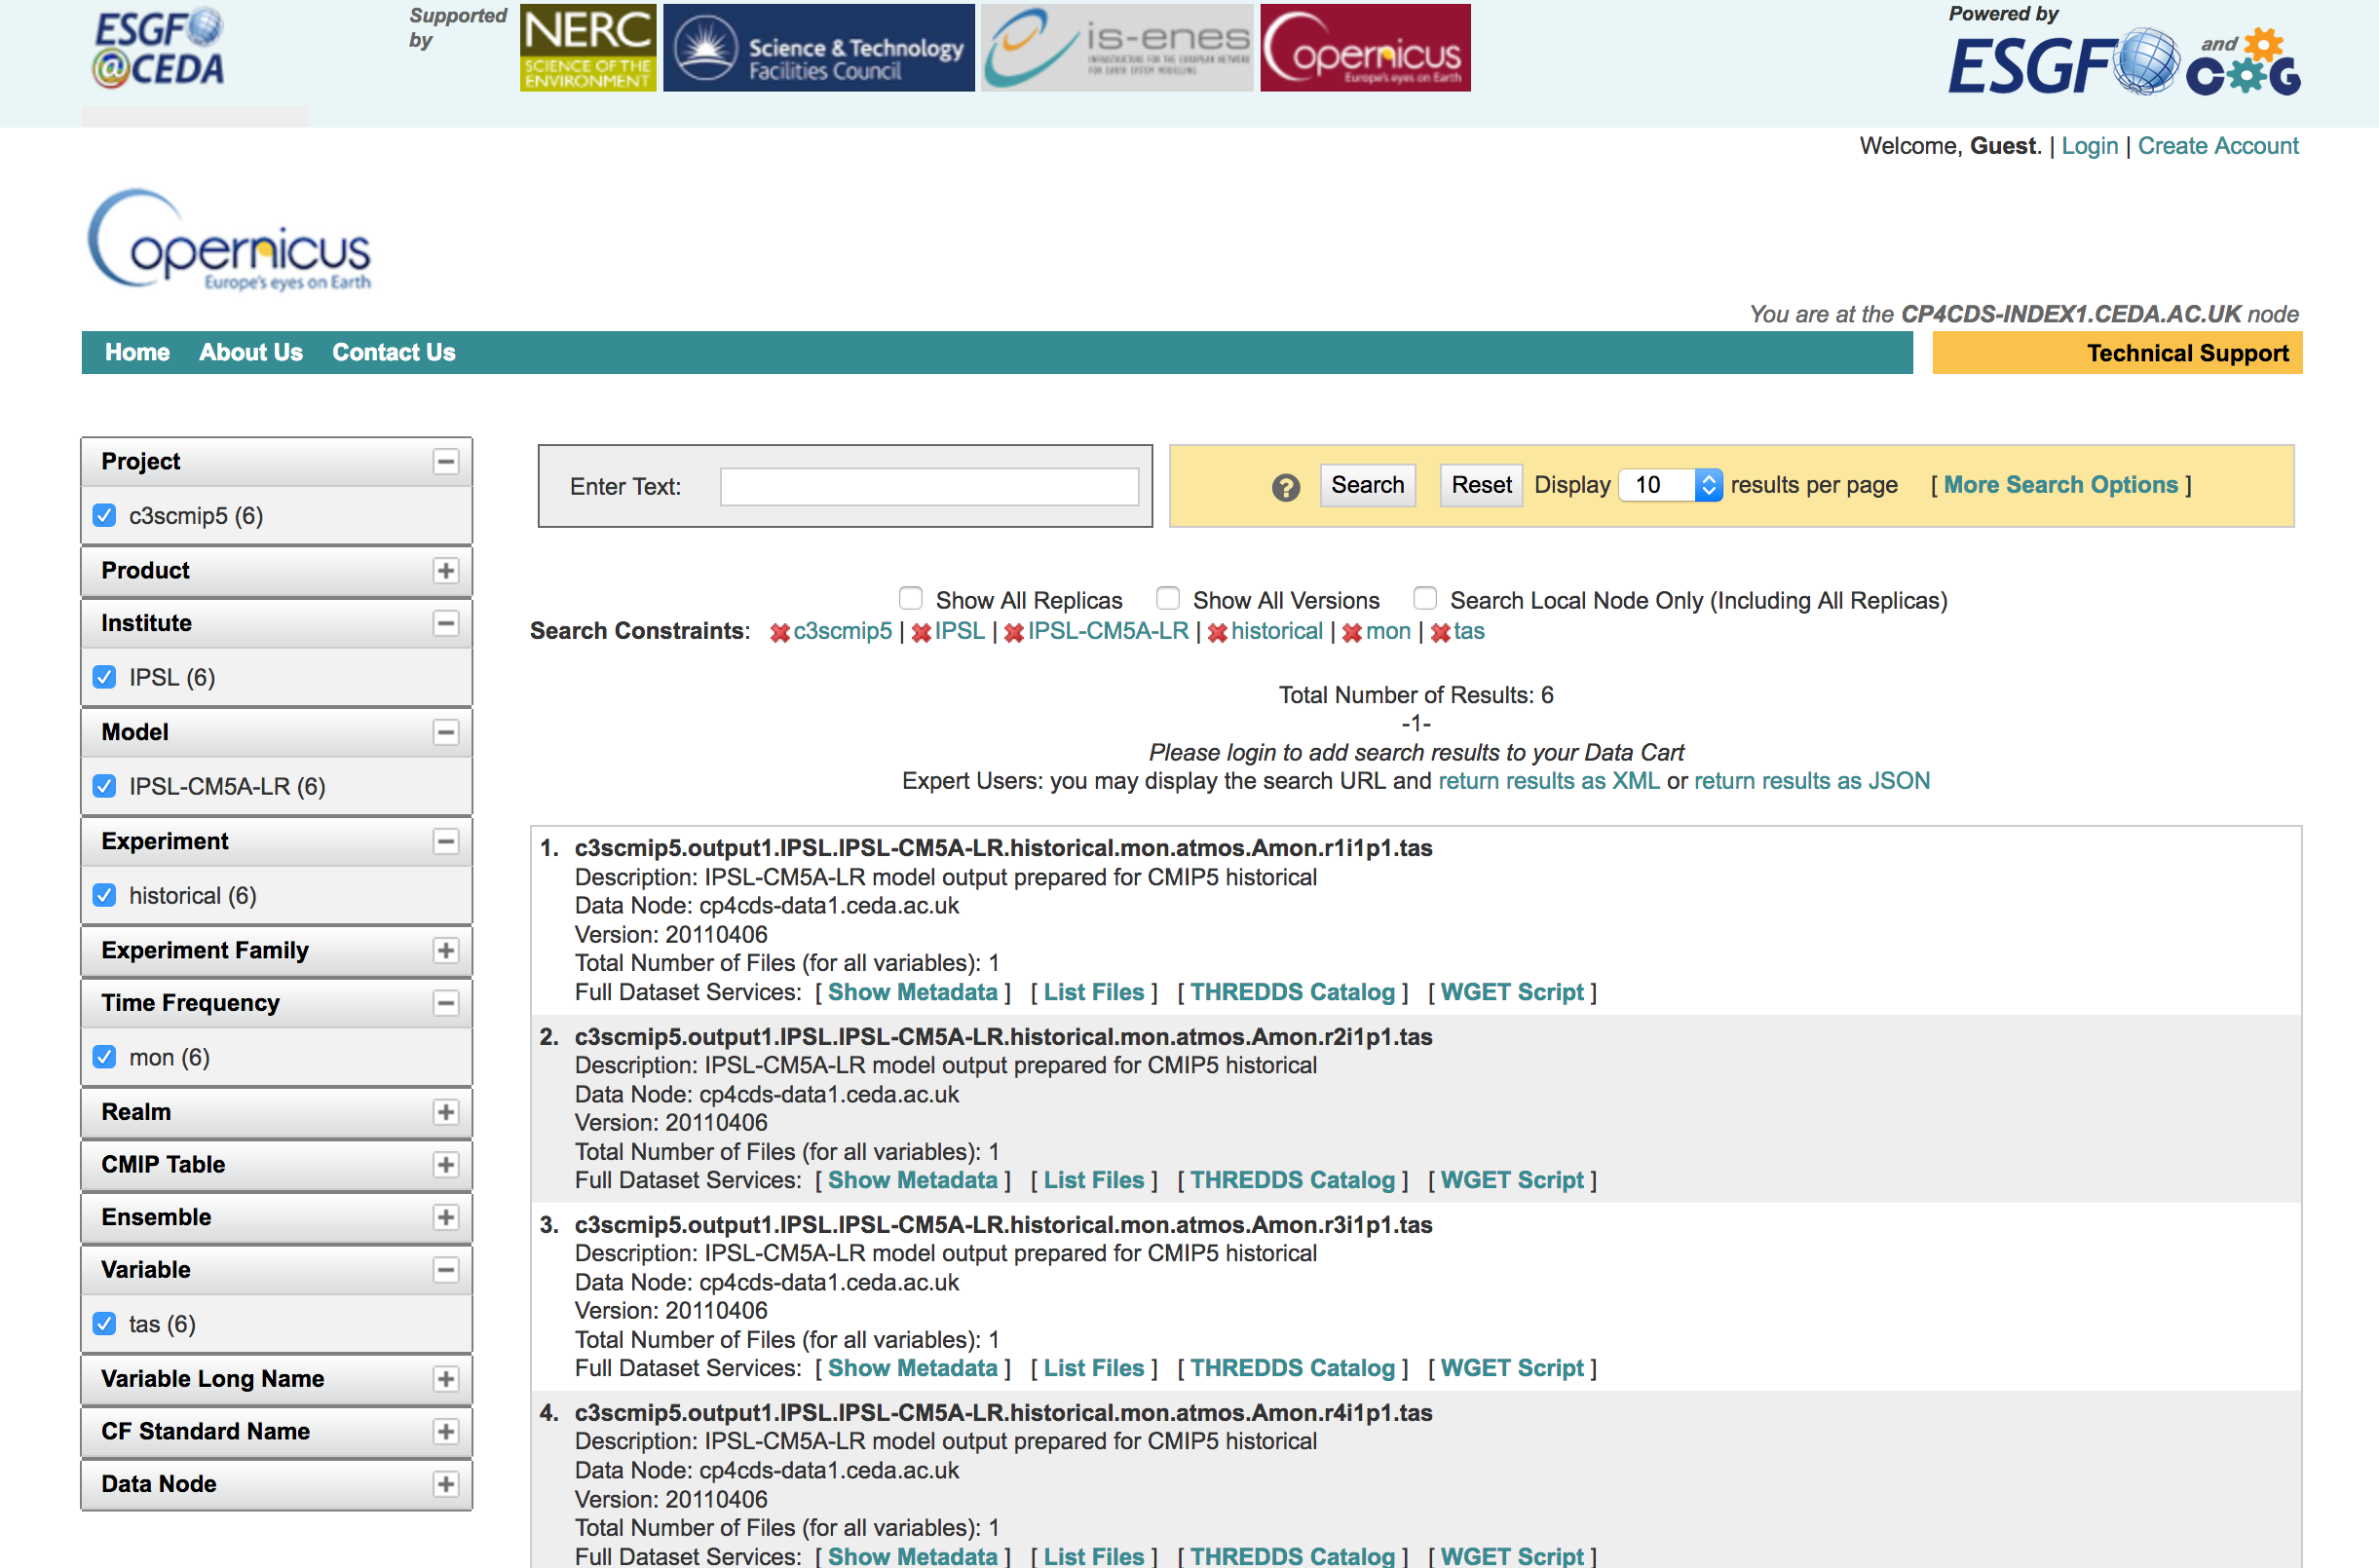 ESGF
@CEDA
Supported
by
NERC
SCIENCE OF THE
ENVIRONMENT
Science & Technology
Facilities Council
is-enes
INFRASTRUCTURE FOR THE EUROPEAN NETWORK
FOR EARTH SYSTEM MODELLING
Copernicus
Europe's eyes on Earth
Powered by
ESGF and COG
Welcome, Guest. | Login | Create Account
Copernicus
Europe's eyes on Earth
You are at the CP4CDS-INDEX1.CEDA.AC.UK node
Home About Us Contact Us
Technical Support
Project
c3scmip5 (6)
Product
Institute
IPSL (6)
Model
IPSL-CM5A-LR (6)
Experiment
historical (6)
Experiment Family
Time Frequency
mon (6)
Realm
CMIP Table
Ensemble
Variable
tas (6)
Variable Long Name
CF Standard Name
Data Node
Enter Text:
? Search Reset Display 10 results per page [ More Search Options ]
Show All Replicas Show All Versions Search Local Node Only (Including All Replicas)
Search Constraints: c3scmip5 | IPSL | IPSL-CM5A-LR | historical | mon | tas
Total Number of Results: 6
-1-
Please login to add search results to your Data Cart
Expert Users: you may display the search URL and return results as XML or return results as JSON
1. c3scmip5.output1.IPSL.IPSL-CM5A-LR.historical.mon.atmos.Amon.r1i1p1.tas
Description: IPSL-CM5A-LR model output prepared for CMIP5 historical
Data Node: cp4cds-data1.ceda.ac.uk
Version: 20110406
Total Number of Files (for all variables): 1
Full Dataset Services: [ Show Metadata ] [ List Files ] [ THREDDS Catalog ] [ WGET Script ]
2. c3scmip5.output1.IPSL.IPSL-CM5A-LR.historical.mon.atmos.Amon.r2i1p1.tas
Description: IPSL-CM5A-LR model output prepared for CMIP5 historical
Data Node: cp4cds-data1.ceda.ac.uk
Version: 20110406
Total Number of Files (for all variables): 1
Full Dataset Services: [ Show Metadata ] [ List Files ] [ THREDDS Catalog ] [ WGET Script ]
3. c3scmip5.output1.IPSL.IPSL-CM5A-LR.historical.mon.atmos.Amon.r3i1p1.tas
Description: IPSL-CM5A-LR model output prepared for CMIP5 historical
Data Node: cp4cds-data1.ceda.ac.uk
Version: 20110406
Total Number of Files (for all variables): 1
Full Dataset Services: [ Show Metadata ] [ List Files ] [ THREDDS Catalog ] [ WGET Script ]
4. c3scmip5.output1.IPSL.IPSL-CM5A-LR.historical.mon.atmos.Amon.r4i1p1.tas
Description: IPSL-CM5A-LR model output prepared for CMIP5 historical
Data Node: cp4cds-data1.ceda.ac.uk
Version: 20110406
Total Number of Files (for all variables): 1
Full Dataset Services: [ Show Metadata ] [ List Files ] [ THREDDS Catalog ] [ WGET Script ]